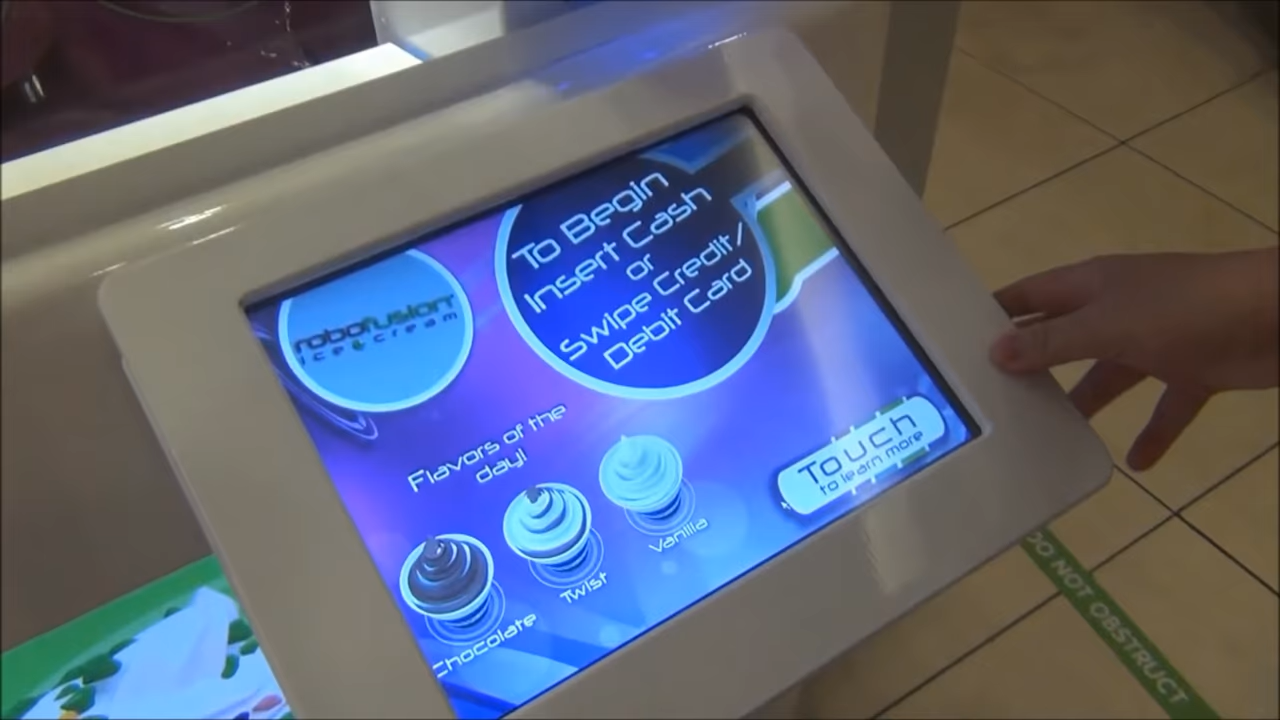 robofusion
ice cream
To Begin
Insert Cash
or
Swipe Credit/
Debit Card
Flavors of the
day!
Chocolate
Twist
Vanilla
Touch
to learn more
DO NOT OBSTRUCT